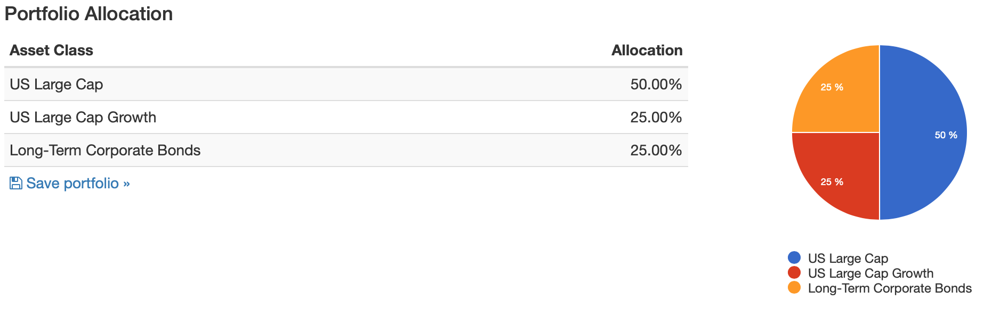 Portfolio Allocation
Asset Class Allocation
US Large Cap 50.00%
US Large Cap Growth 25.00%
Long-Term Corporate Bonds 25.00%
Save portfolio »
25 %
50 %
25 %
US Large Cap
US Large Cap Growth
Long-Term Corporate Bonds